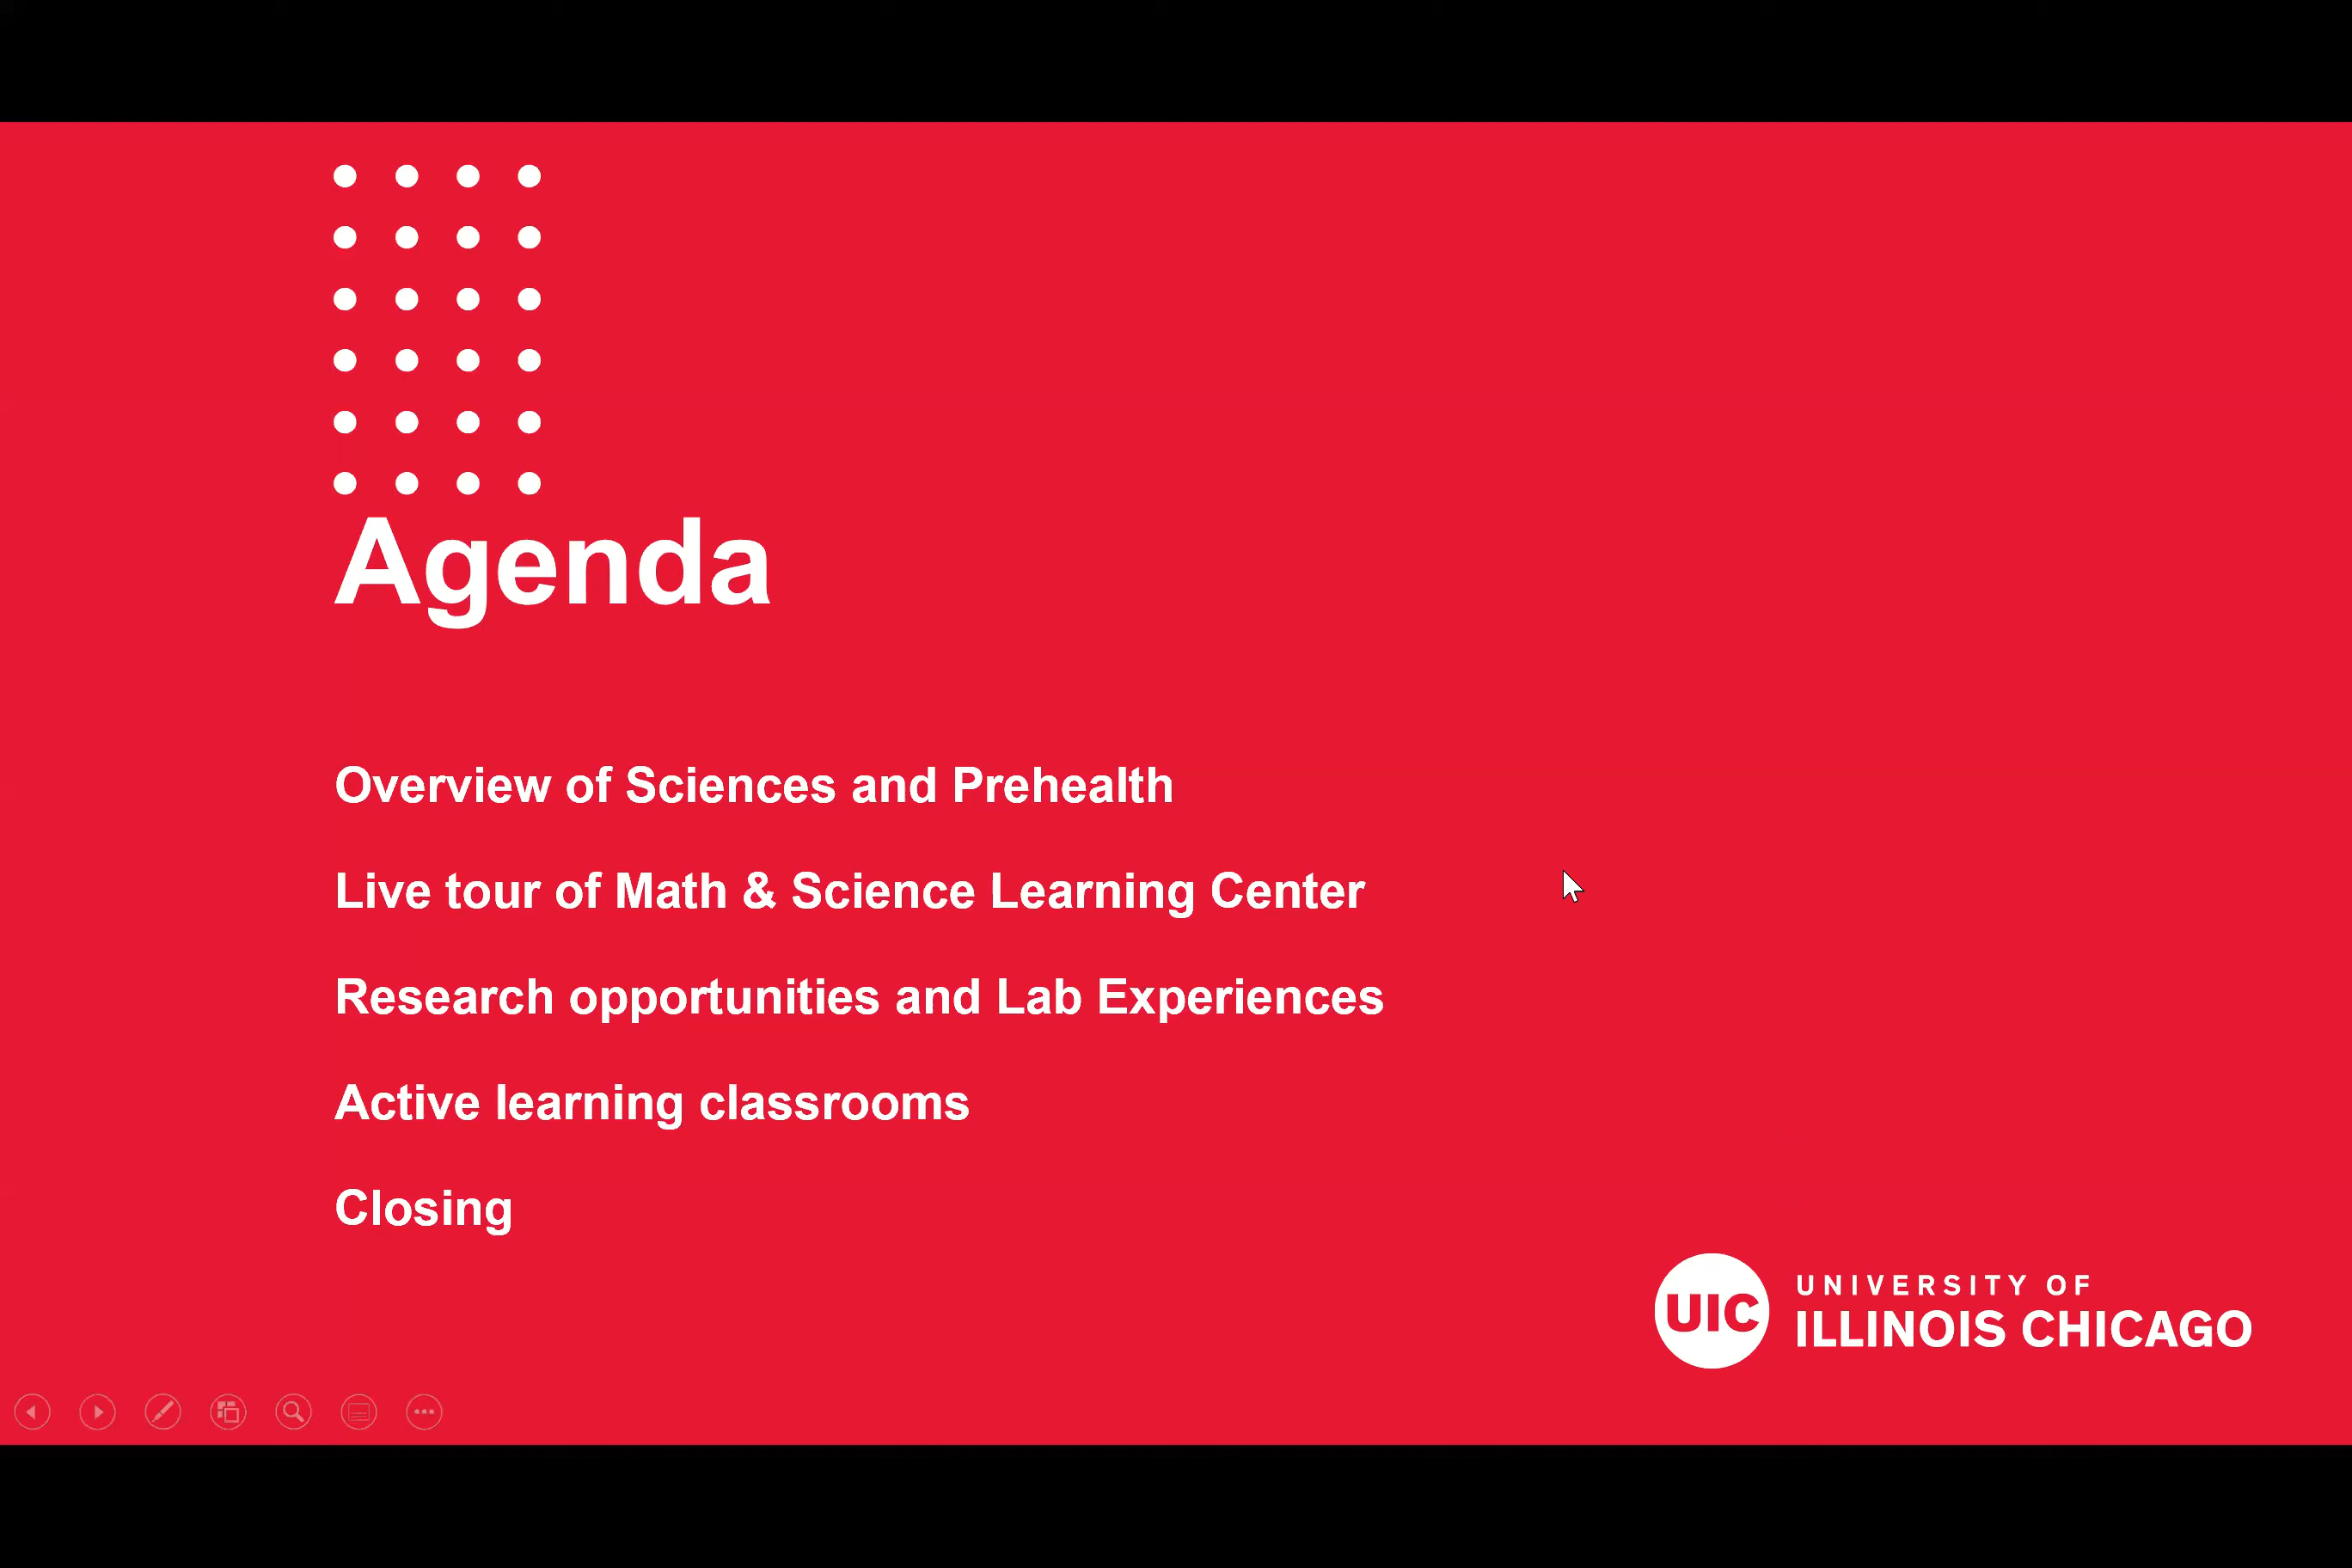 Agenda
Overview of Sciences and Prehealth
Live tour of Math & Science Learning Center
Research opportunities and Lab Experiences
Active learning classrooms
Closing
UIC
UNIVERSITY OF
ILLINOIS CHICAGO